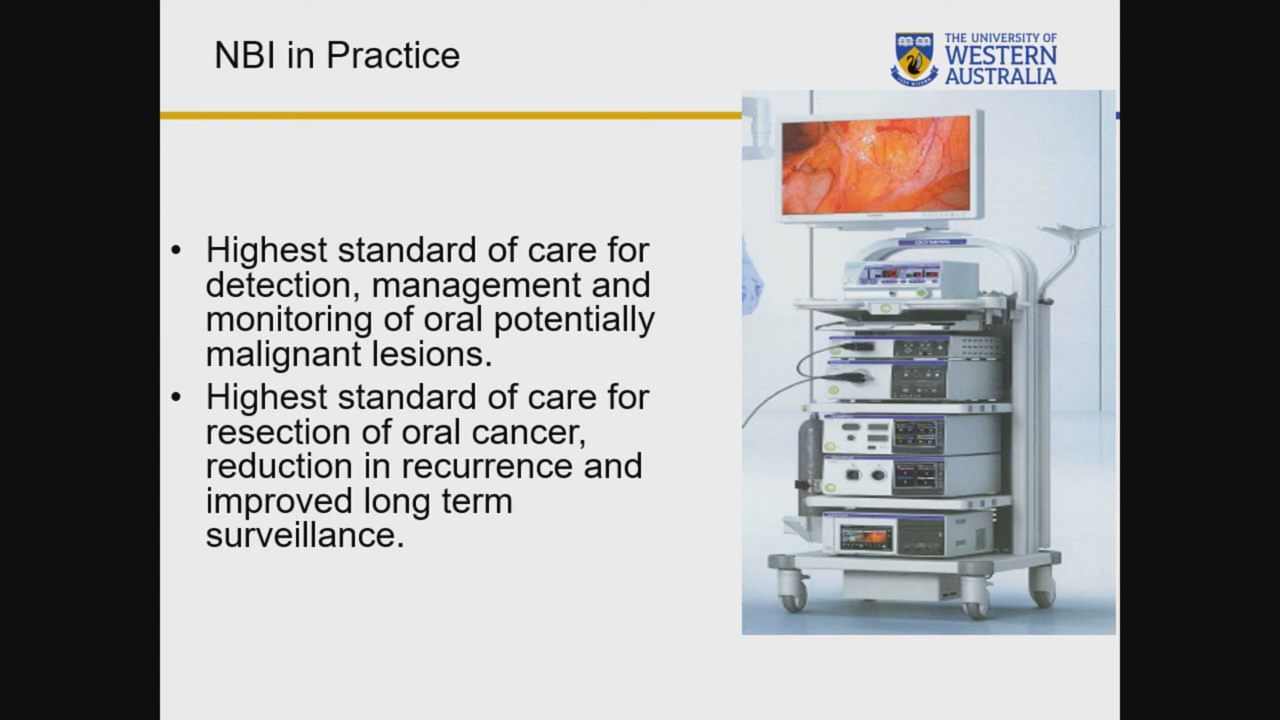 NBI in Practice
THE UNIVERSITY OF
WESTERN
AUSTRALIA
• Highest standard of care for
detection, management and
monitoring of oral potentially
malignant lesions.
• Highest standard of care for
resection of oral cancer,
reduction in recurrence and
improved long term
surveillance.